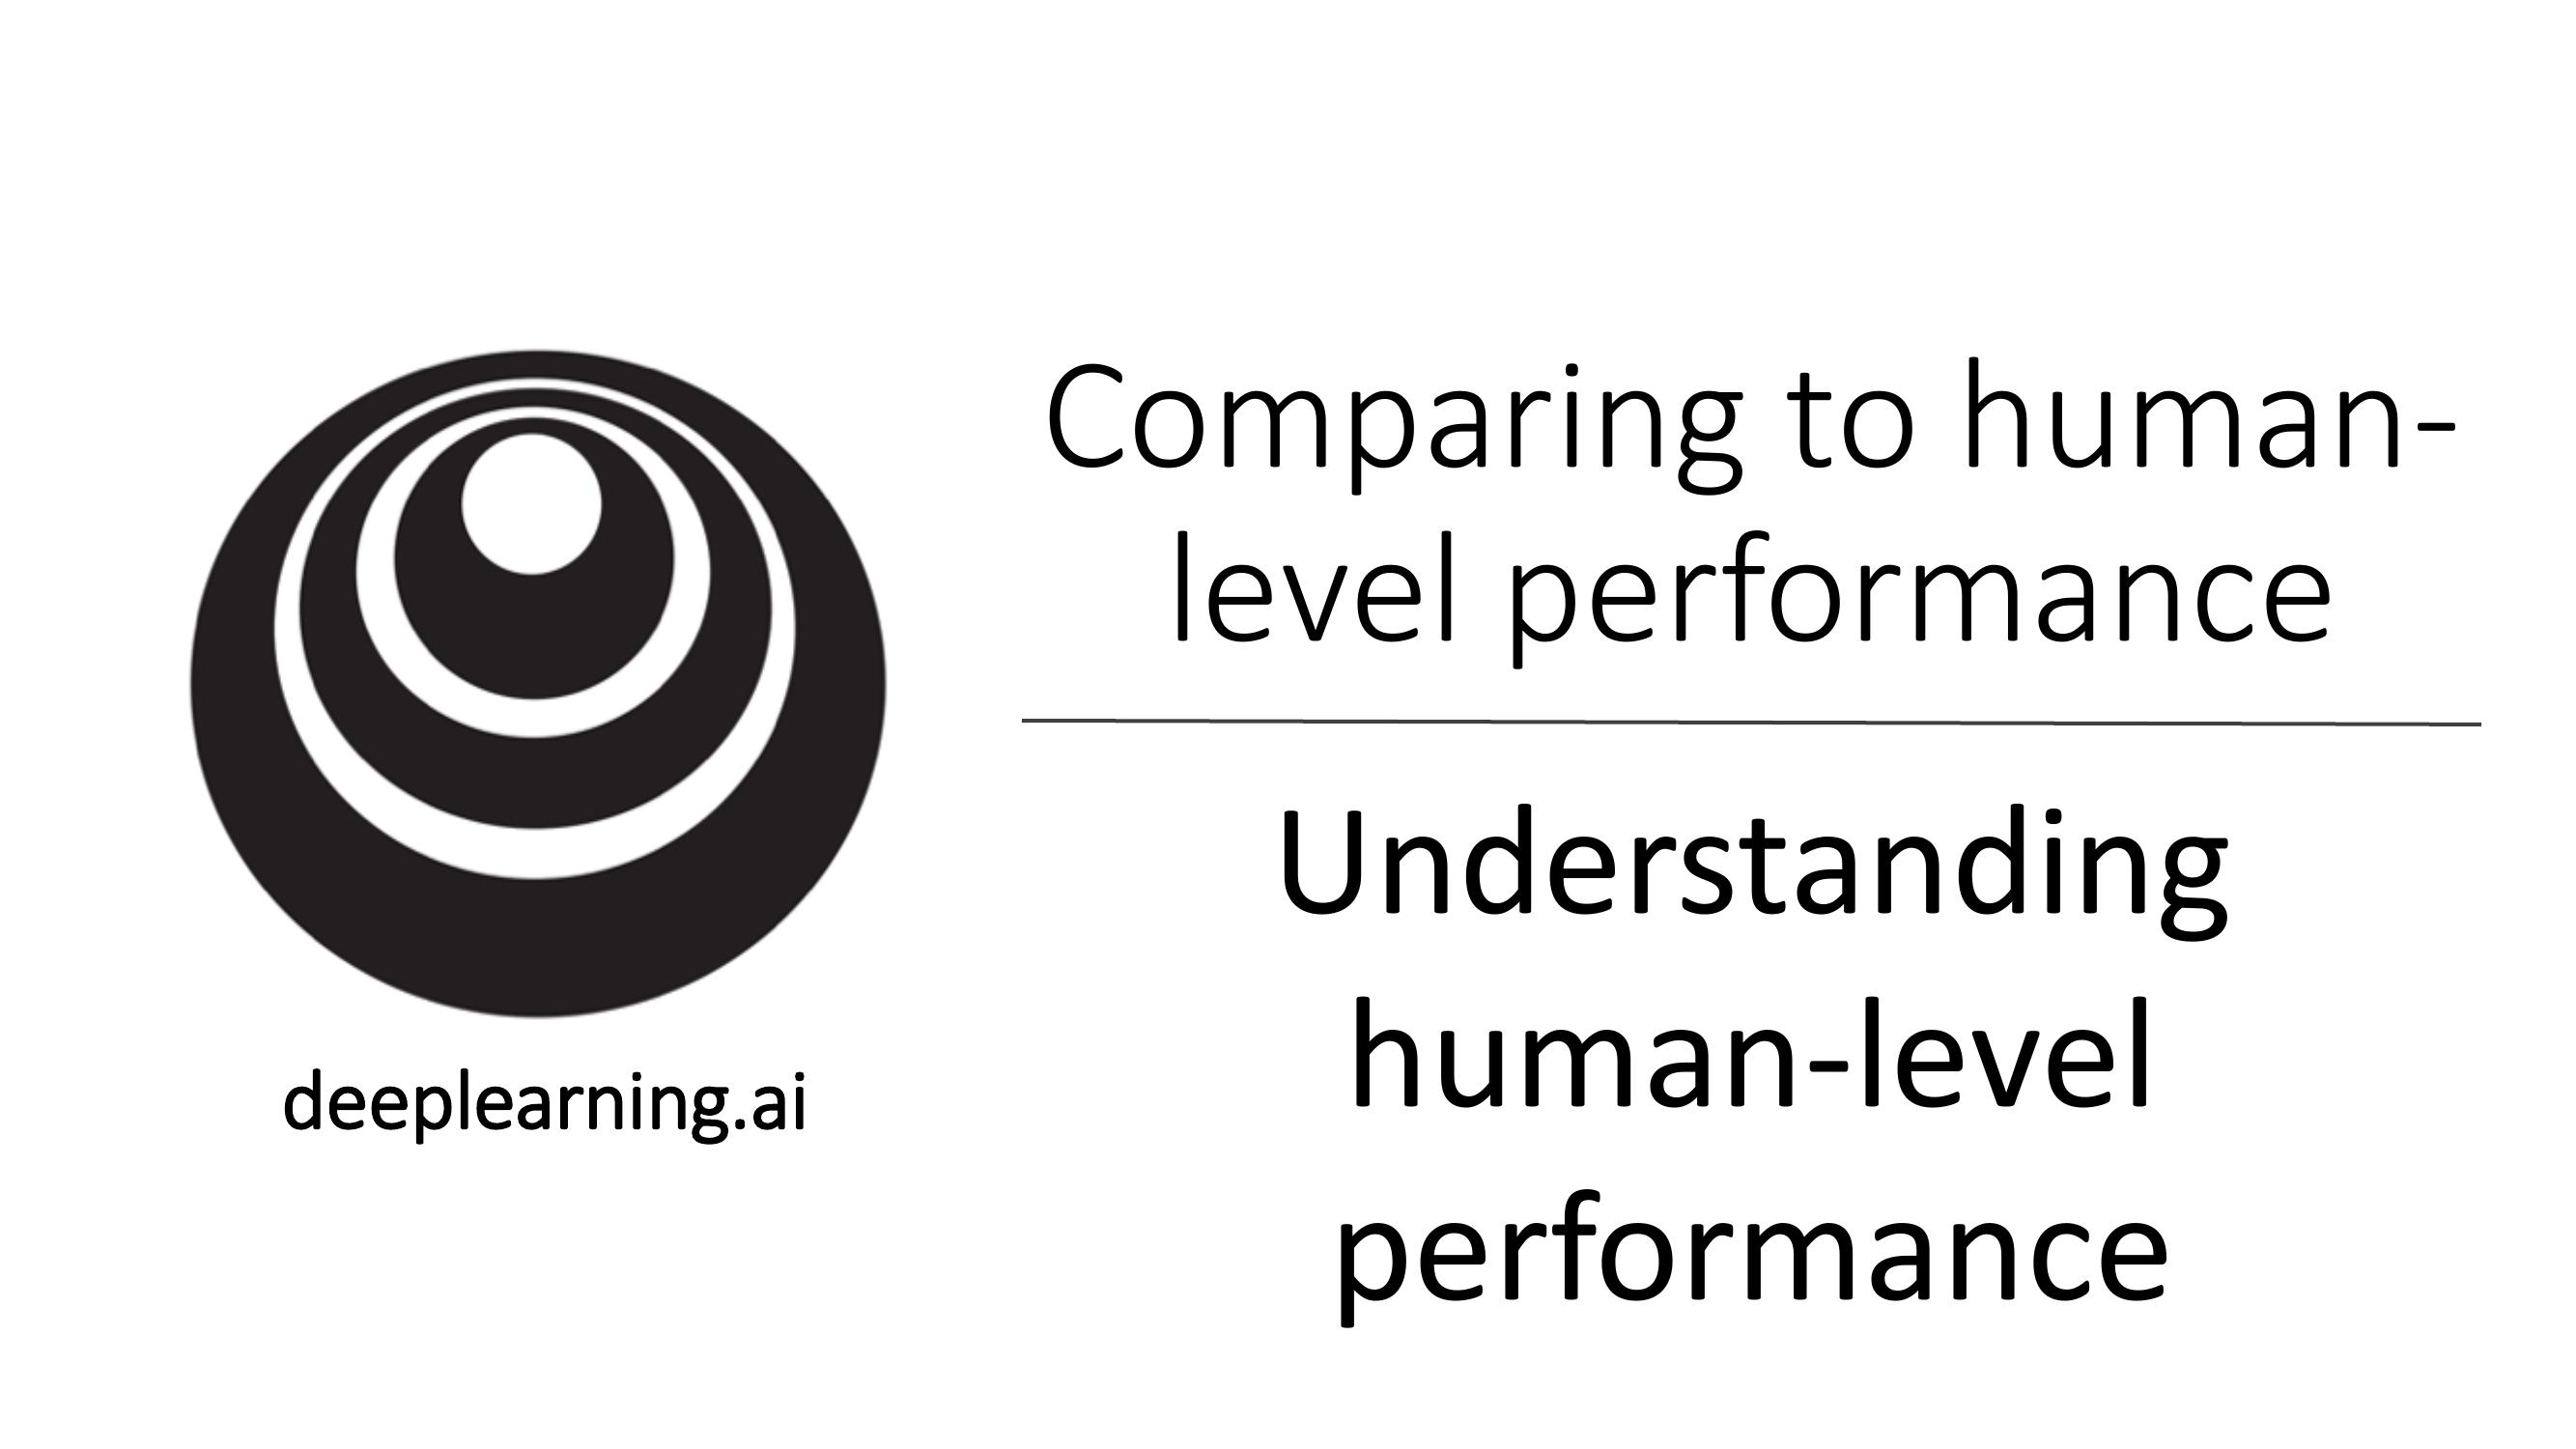 deeplearning.ai
Comparing to human-
level performance
Understanding
human-level
performance